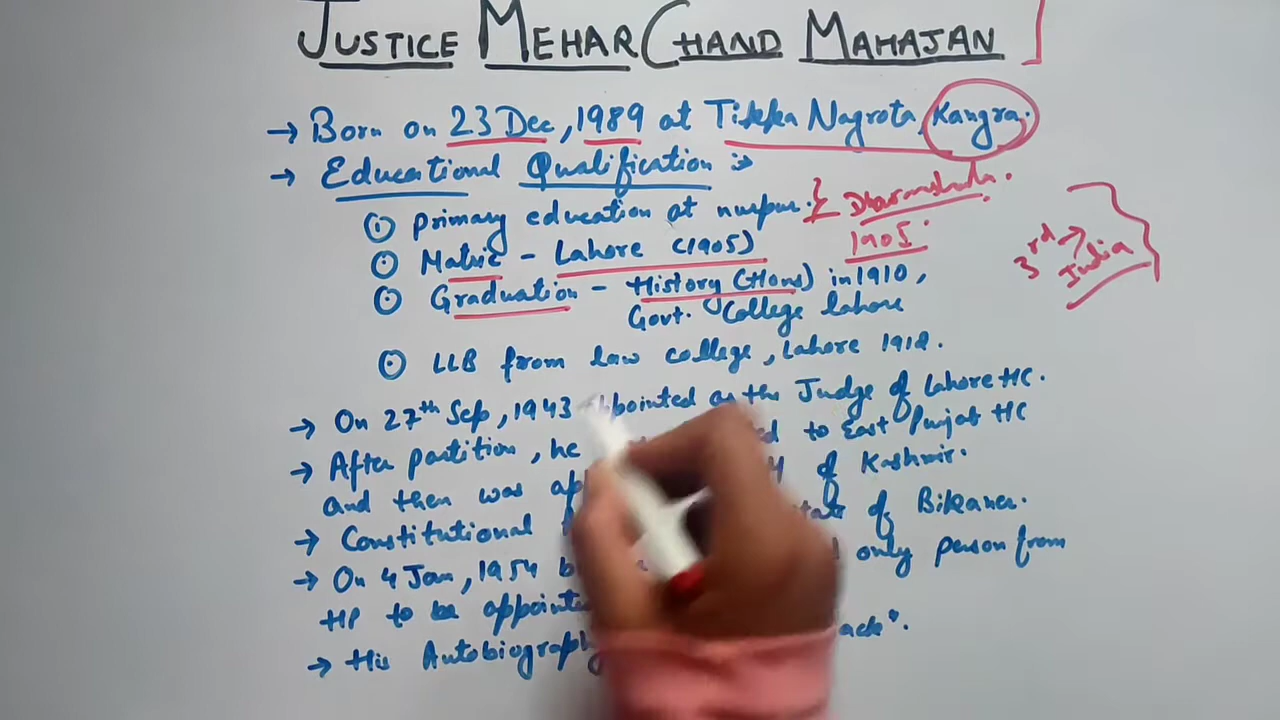 JUSTICE MEHAR CHAND MAHAJAN
→ Born on 23 Dec, 1989 at Tikka Nagrota, Kangra.
→ Educational Qualification :-
① primary education at nurpur. Dharamshala.
1905
② Matric - Lahore (1905)
3rd → India
③ Graduation - History (Hons) in 1910,
Govt. College lahore
LLB from law college, Lahore 1912.
→ On 27th Sep, 1943 appointed as the Judge of Lahore HC.
→ After partition, he to East Punjab HC
and then was of Kashmir.
→ Constitutional of Bikaner.
→ On 4 Jan, 1954 only person from
HP to be
→ His Autobiography